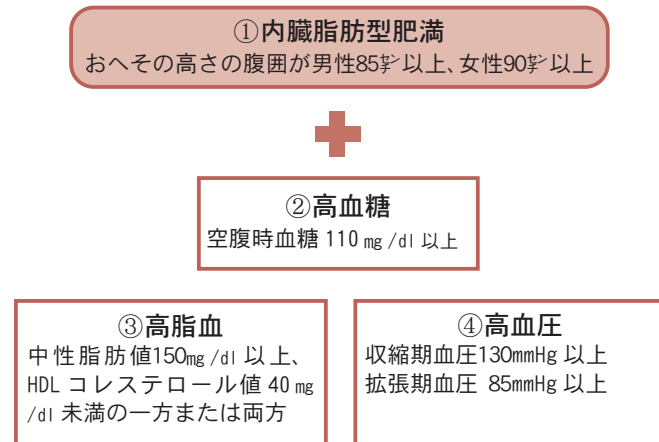 ①内臓脂肪型肥満
おへその高さの腹囲が男性85㌢以上、女性90㌢以上
②高血糖
空腹時血糖 110 ㎎ /dl 以上
③高脂血
中性脂肪値150㎎/dl 以上、
HDL コレステロール値 40 ㎎
/dl 未満の一方または両方
④高血圧
収縮期血圧130mmHg 以上
拡張期血圧 85mmHg 以上